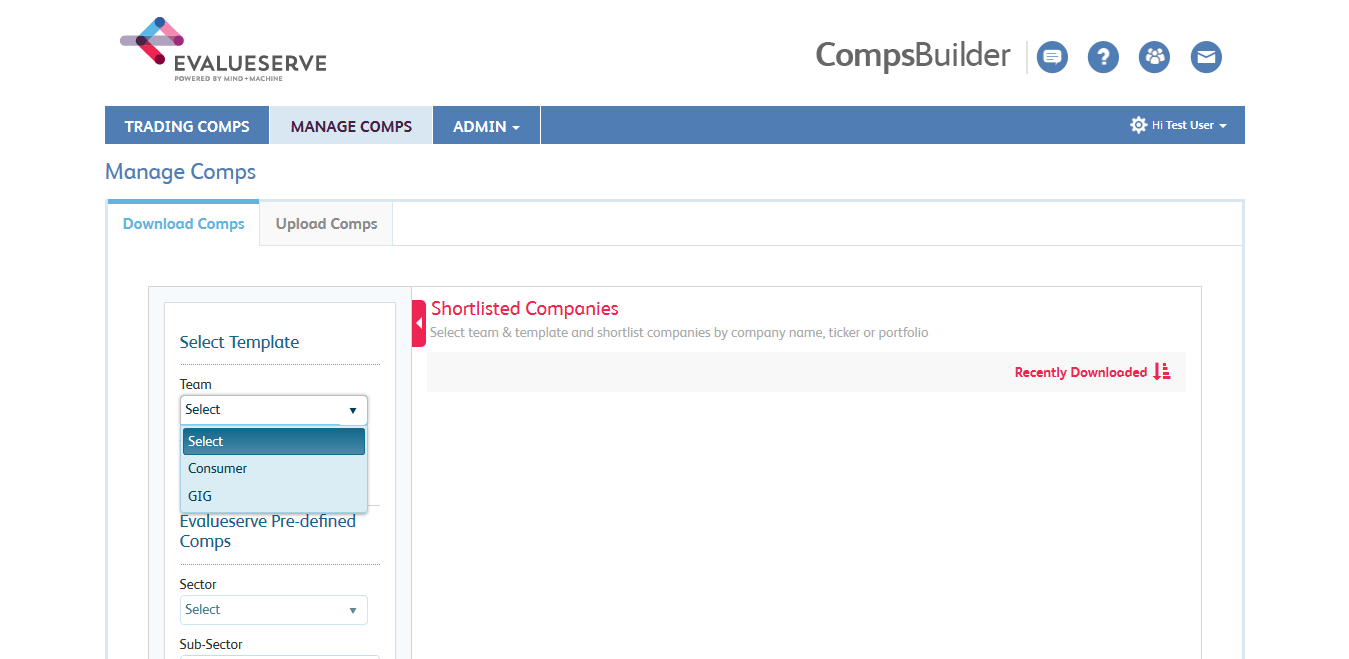 EVALUESERVE
POWERED BY MIND+MACHINE
CompsBuilder
?
TRADING COMPS
MANAGE COMPS
ADMIN
Hi Test User
Manage Comps
Download Comps
Upload Comps
Select Template
Team
Select
Select
Consumer
GIG
Evalueserve Pre-defined
Comps
Sector
Select
Sub-Sector
Shortlisted Companies
Select team & template and shortlist companies by company name, ticker or portfolio
Recently Downloaded